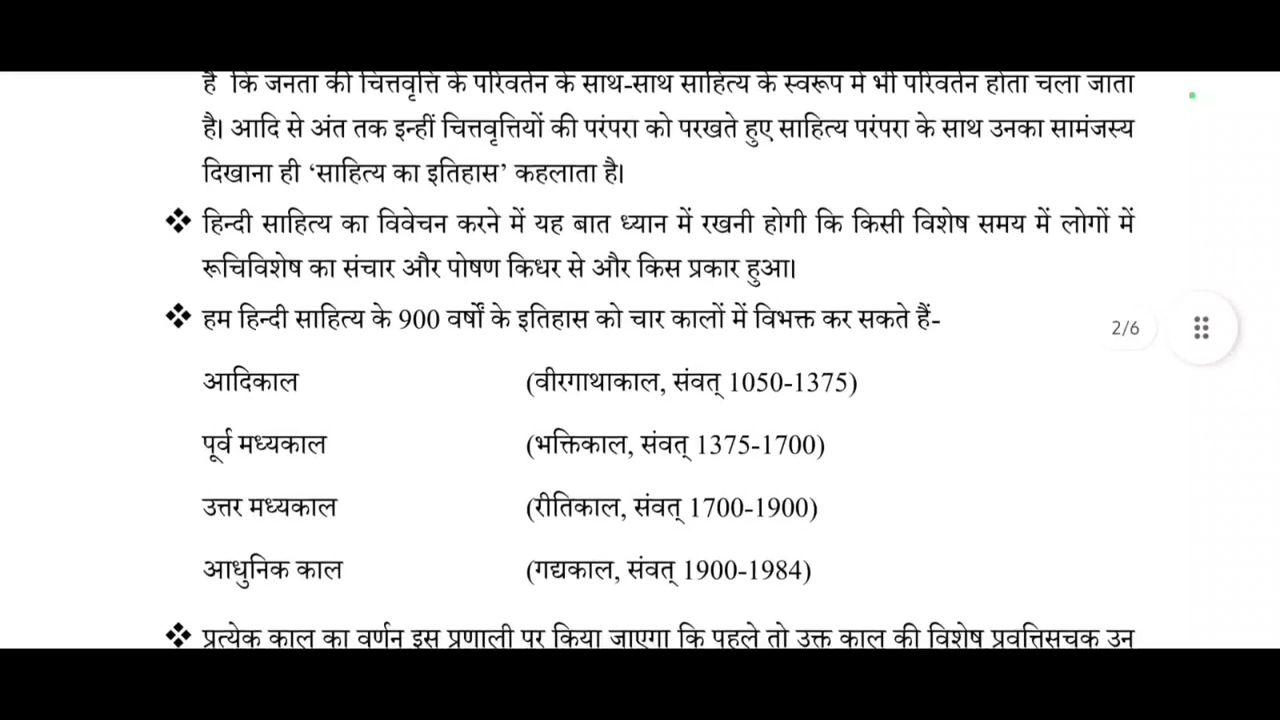 है कि जनता की चित्तवृत्ति के परिवर्तन के साथ-साथ साहित्य के स्वरूप में भी परिवर्तन होता चला जाता
है। आदि से अंत तक इन्हीं चित्तवृत्तियों की परंपरा को परखते हुए साहित्य परंपरा के साथ उनका सामंजस्य
दिखाना ही ‘साहित्य का इतिहास’ कहलाता है।
❖ हिन्दी साहित्य का विवेचन करने में यह बात ध्यान में रखनी होगी कि किसी विशेष समय में लोगों में
रूचिविशेष का संचार और पोषण किधर से और किस प्रकार हुआ।
❖ हम हिन्दी साहित्य के 900 वर्षों के इतिहास को चार कालों में विभक्त कर सकते हैं-
2/6
आदिकाल (वीरगाथाकाल, संवत् 1050-1375)
पूर्व मध्यकाल (भक्तिकाल, संवत् 1375-1700)
उत्तर मध्यकाल (रीतिकाल, संवत् 1700-1900)
आधुनिक काल (गद्यकाल, संवत् 1900-1984)
❖ प्रत्येक काल का वर्णन इस प्रणाली पर किया जाएगा कि पहले तो उक्त काल की विशेष प्रवत्तिसचक उन